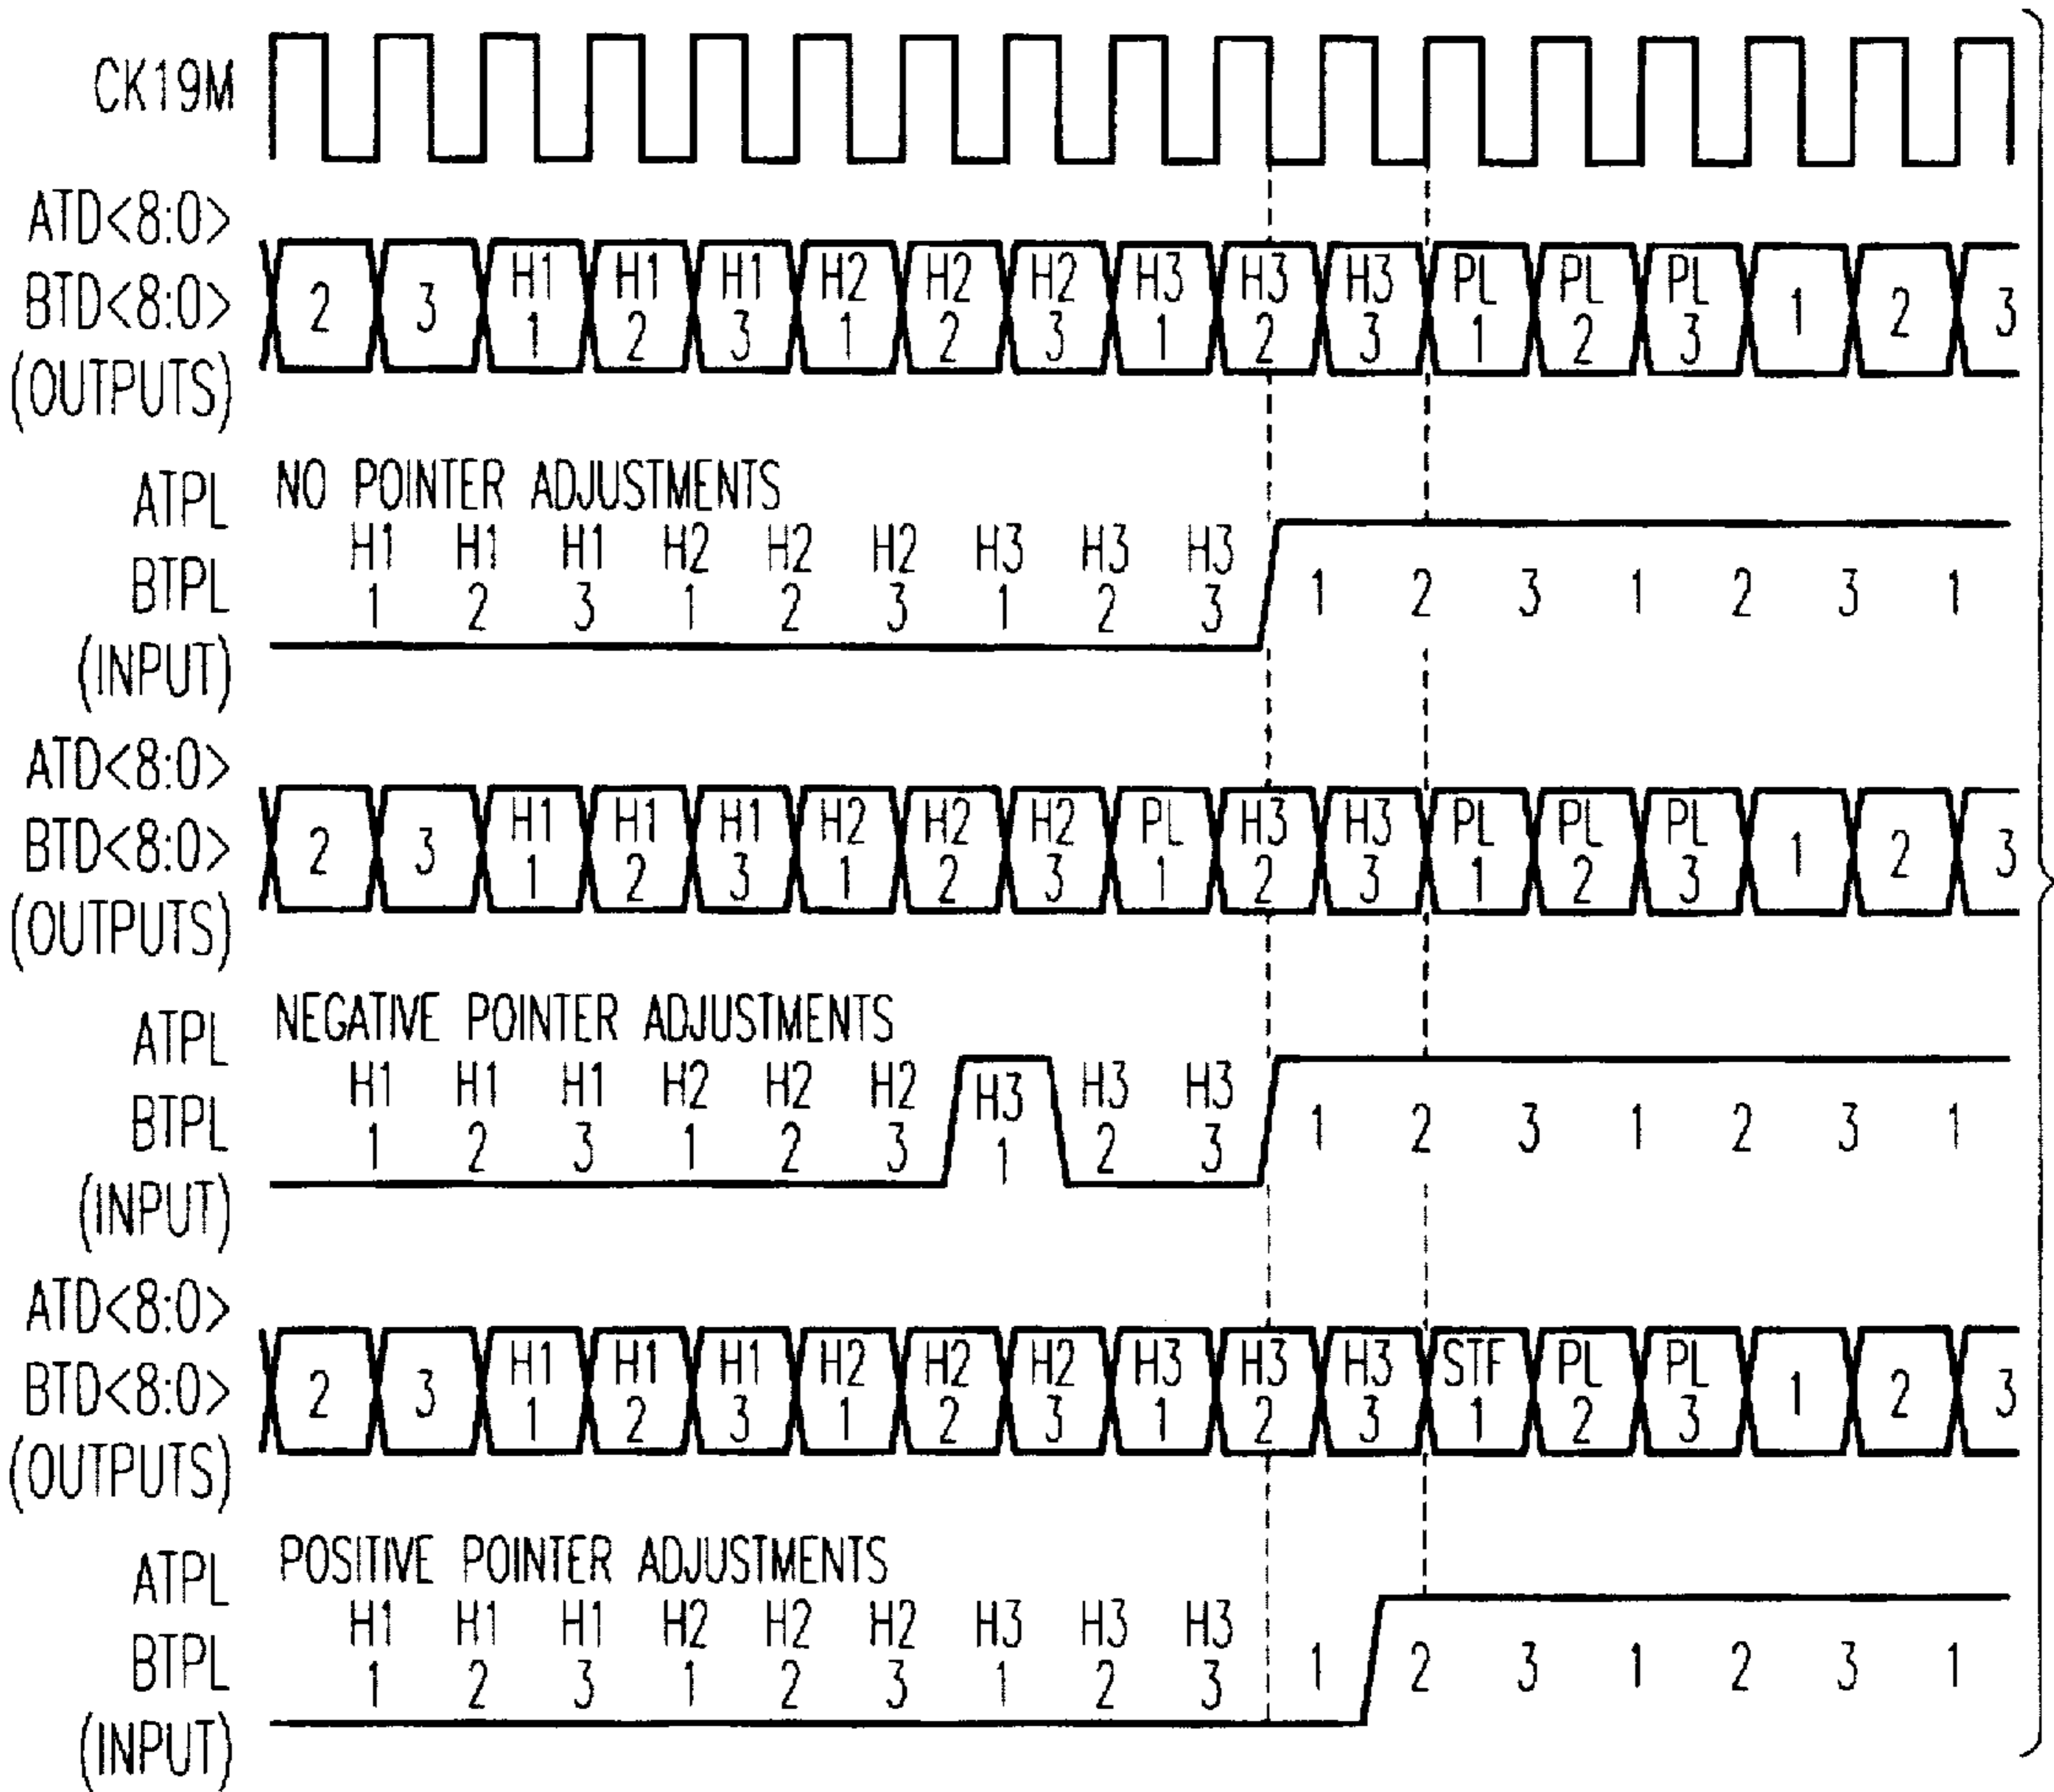 CK19M
ATD<8:0>
BTD<8:0>
(OUTPUTS)
2 3 H1 1 H1 2 H1 3 H2 1 H2 2 H2 3 H3 1 H3 2 H3 3 PL 1 PL 2 PL 3 1 2 3
ATPL
BTPL
(INPUT)
NO POINTER ADJUSTMENTS
H1 H1 H1 H2 H2 H2 H3 H3 H3
1 2 3 1 2 3 1 2 3 1 2 3 1 2 3 1
ATD<8:0>
BTD<8:0>
(OUTPUTS)
2 3 H1 1 H1 2 H1 3 H2 1 H2 2 H2 3 PL 1 H3 2 H3 3 PL 1 PL 2 PL 3 1 2 3
ATPL
BTPL
(INPUT)
NEGATIVE POINTER ADJUSTMENTS
H1 H1 H1 H2 H2 H2 H3 H3 H3
1 2 3 1 2 3 1 2 3 1 2 3 1 2 3 1
ATD<8:0>
BTD<8:0>
(OUTPUTS)
2 3 H1 1 H1 2 H1 3 H2 1 H2 2 H2 3 H3 1 H3 2 H3 3 STF 1 PL 2 PL 3 1 2 3
ATPL
BTPL
(INPUT)
POSITIVE POINTER ADJUSTMENTS
H1 H1 H1 H2 H2 H2 H3 H3 H3
1 2 3 1 2 3 1 2 3 1 2 3 1 2 3 1